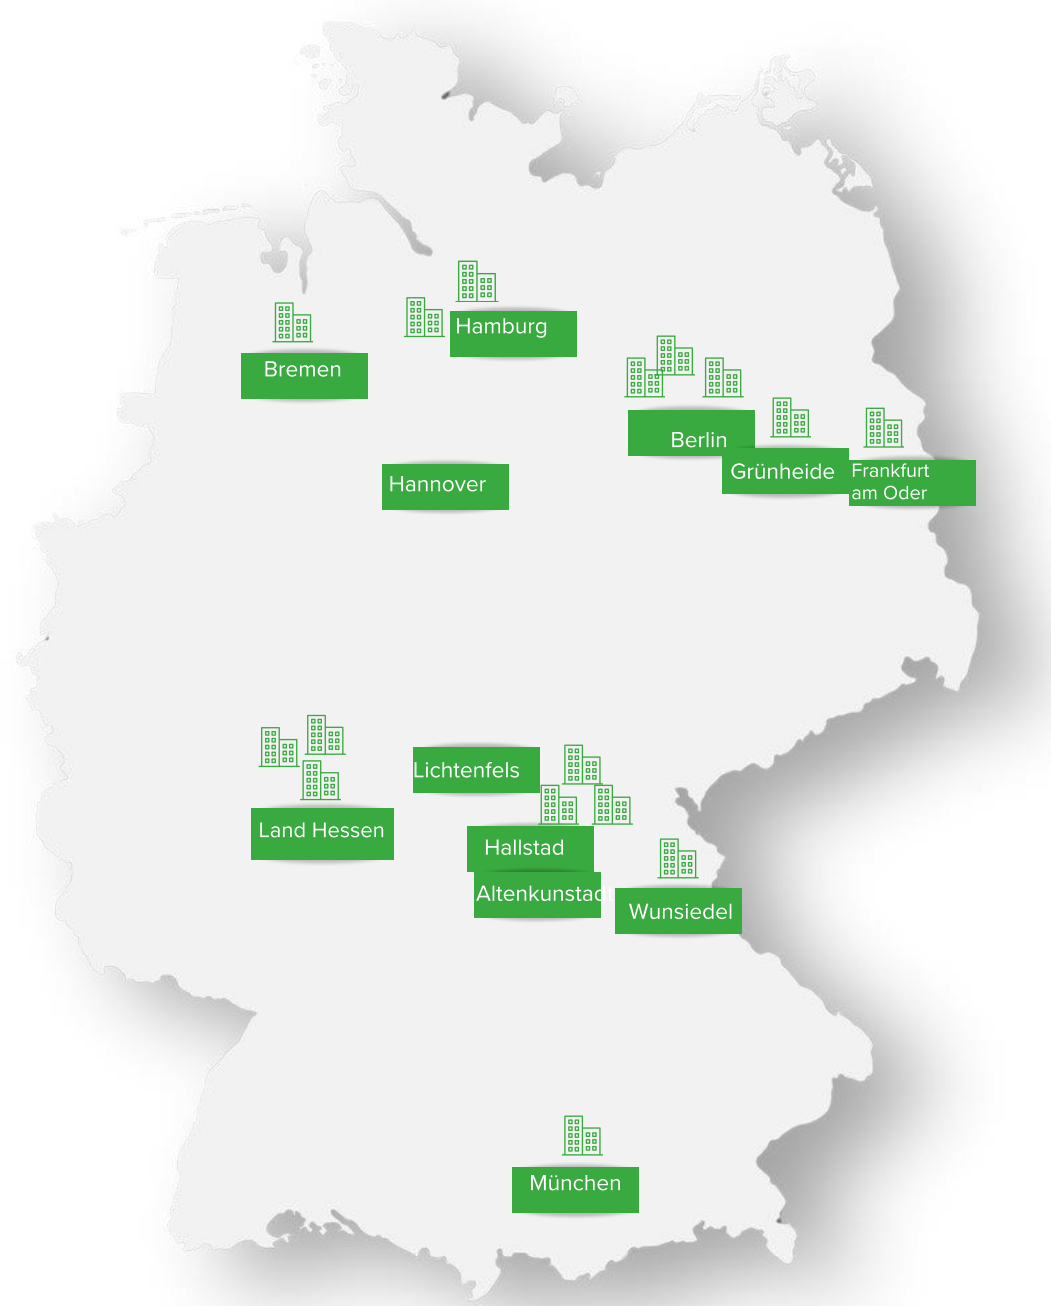 Hamburg
Bremen
Berlin
Grünheide
Frankfurt
am Oder
Hannover
Lichtenfels
Land Hessen
Hallstad
Altenkunstadt
Wunsiedel
München